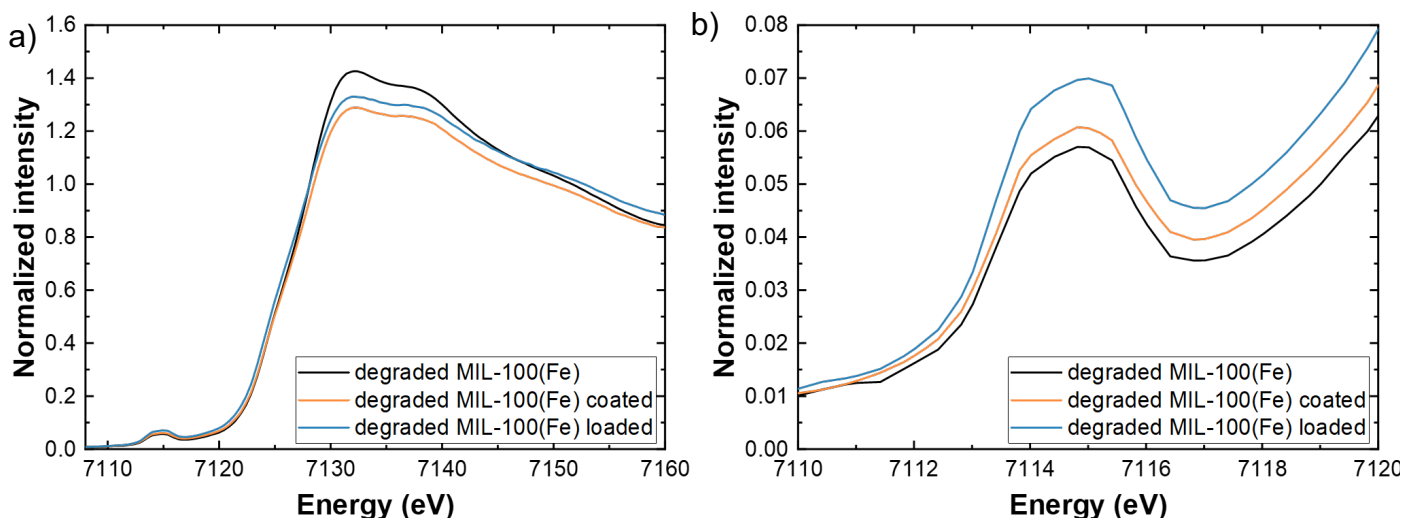 a)
Normalized intensity
1.6
1.4
1.2
1.0
0.8
0.6
0.4
0.2
0.0
degraded MIL-100(Fe)
degraded MIL-100(Fe) coated
degraded MIL-100(Fe) loaded
7110 7120 7130 7140 7150 7160
Energy (eV)
b)
Normalized intensity
0.08
0.07
0.06
0.05
0.04
0.03
0.02
0.01
0.00
degraded MIL-100(Fe)
degraded MIL-100(Fe) coated
degraded MIL-100(Fe) loaded
7110 7112 7114 7116 7118 7120
Energy (eV)